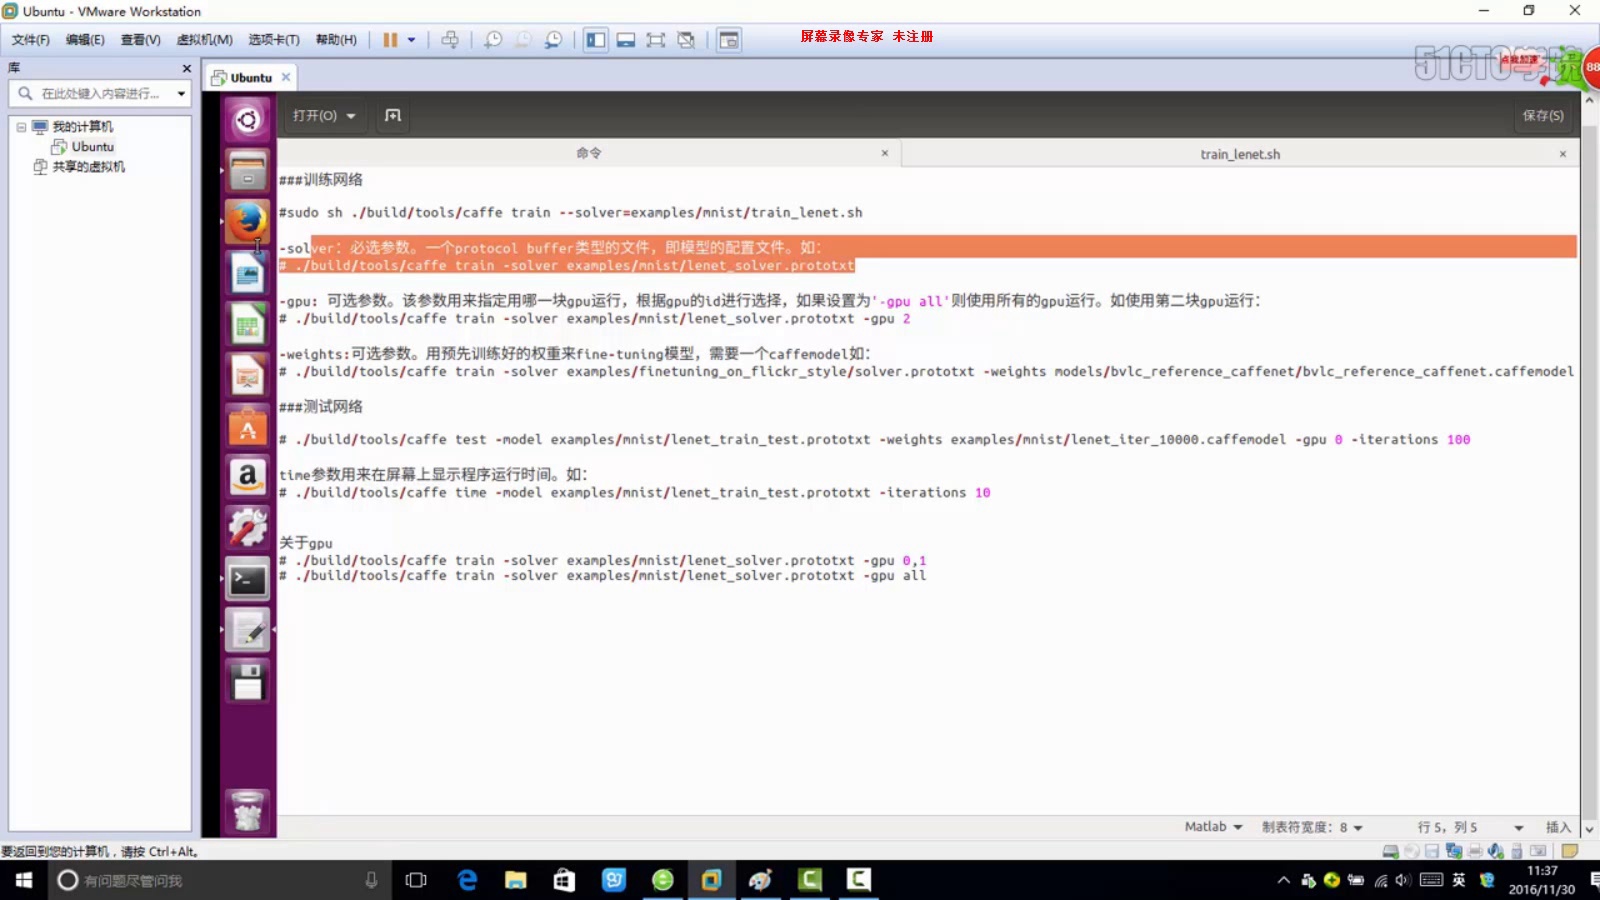 Ubuntu - VMware Workstation
文件(F) 编辑(E) 查看(V) 虚拟机(M) 选项卡(T) 帮助(H)
屏幕录像专家 未注册
51CTO学院
点我加速
88
库
Ubuntu
在此处键入内容进行...
我的计算机
Ubuntu
共享的虚拟机
打开(O)
保存(S)
命令
train_lenet.sh
###训练网络
#sudo sh ./build/tools/caffe train --solver=examples/mnist/train_lenet.sh
-solver：必选参数。一个protocol buffer类型的文件，即模型的配置文件。如：
# ./build/tools/caffe train -solver examples/mnist/lenet_solver.prototxt
-gpu: 可选参数。该参数用来指定用哪一块gpu运行，根据gpu的id进行选择，如果设置为'-gpu all'则使用所有的gpu运行。如使用第二块gpu运行：
# ./build/tools/caffe train -solver examples/mnist/lenet_solver.prototxt -gpu 2
-weights:可选参数。用预先训练好的权重来fine-tuning模型，需要一个caffemodel如：
# ./build/tools/caffe train -solver examples/finetuning_on_flickr_style/solver.prototxt -weights models/bvlc_reference_caffenet/bvlc_reference_caffenet.caffemodel
###测试网络
# ./build/tools/caffe test -model examples/mnist/lenet_train_test.prototxt -weights examples/mnist/lenet_iter_10000.caffemodel -gpu 0 -iterations 100
time参数用来在屏幕上显示程序运行时间。如：
# ./build/tools/caffe time -model examples/mnist/lenet_train_test.prototxt -iterations 10
关于gpu
# ./build/tools/caffe train -solver examples/mnist/lenet_solver.prototxt -gpu 0,1
# ./build/tools/caffe train -solver examples/mnist/lenet_solver.prototxt -gpu all
Matlab 制表符宽度：8 行 5，列 5 插入
要返回到您的计算机，请按 Ctrl+Alt。
有问题尽管问我
英
11:37
2016/11/30